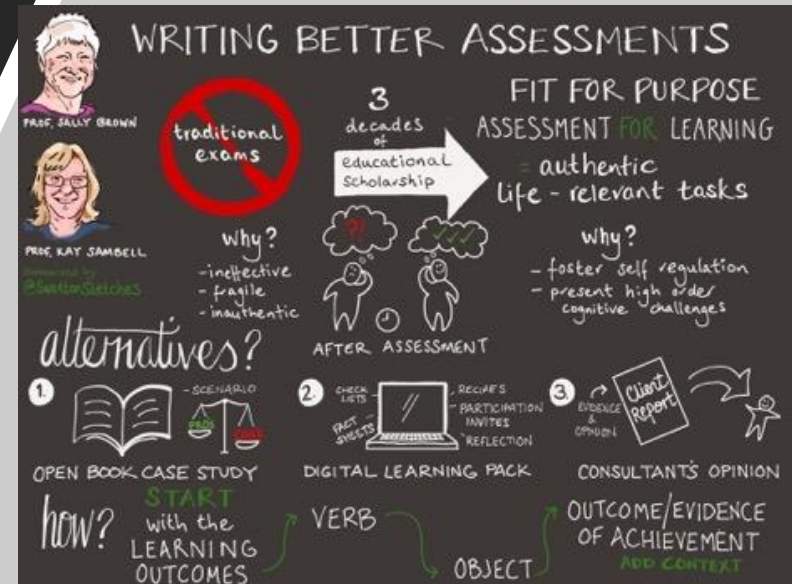 WRITING BETTER ASSESSMENTS
PROF. SALLY BROWN
PROF. KAY SAMBELL
@SwattonSketches
traditional
exams
why?
- ineffective
- fragile
- inauthentic
3
decades
of
educational
scholarship
?!
AFTER ASSESSMENT
FIT FOR PURPOSE
ASSESSMENT FOR LEARNING
= authentic
life - relevant tasks
why?
- foster self regulation
- present high order
cognitive challenges
alternatives?
1.
- SCENARIO
PROS
CONS
OPEN BOOK CASE STUDY
2.
CHECK
LISTS
FACT
SHEETS
RECIPES
PARTICIPATION
INVITES
REFLECTION
DIGITAL LEARNING PACK
3.
EVIDENCE
&
OPINION
Client
Report
CONSULTANT'S OPINION
how?
START
with the
LEARNING
OUTCOMES
VERB
OBJECT
OUTCOME/EVIDENCE
OF ACHIEVEMENT
ADD CONTEXT